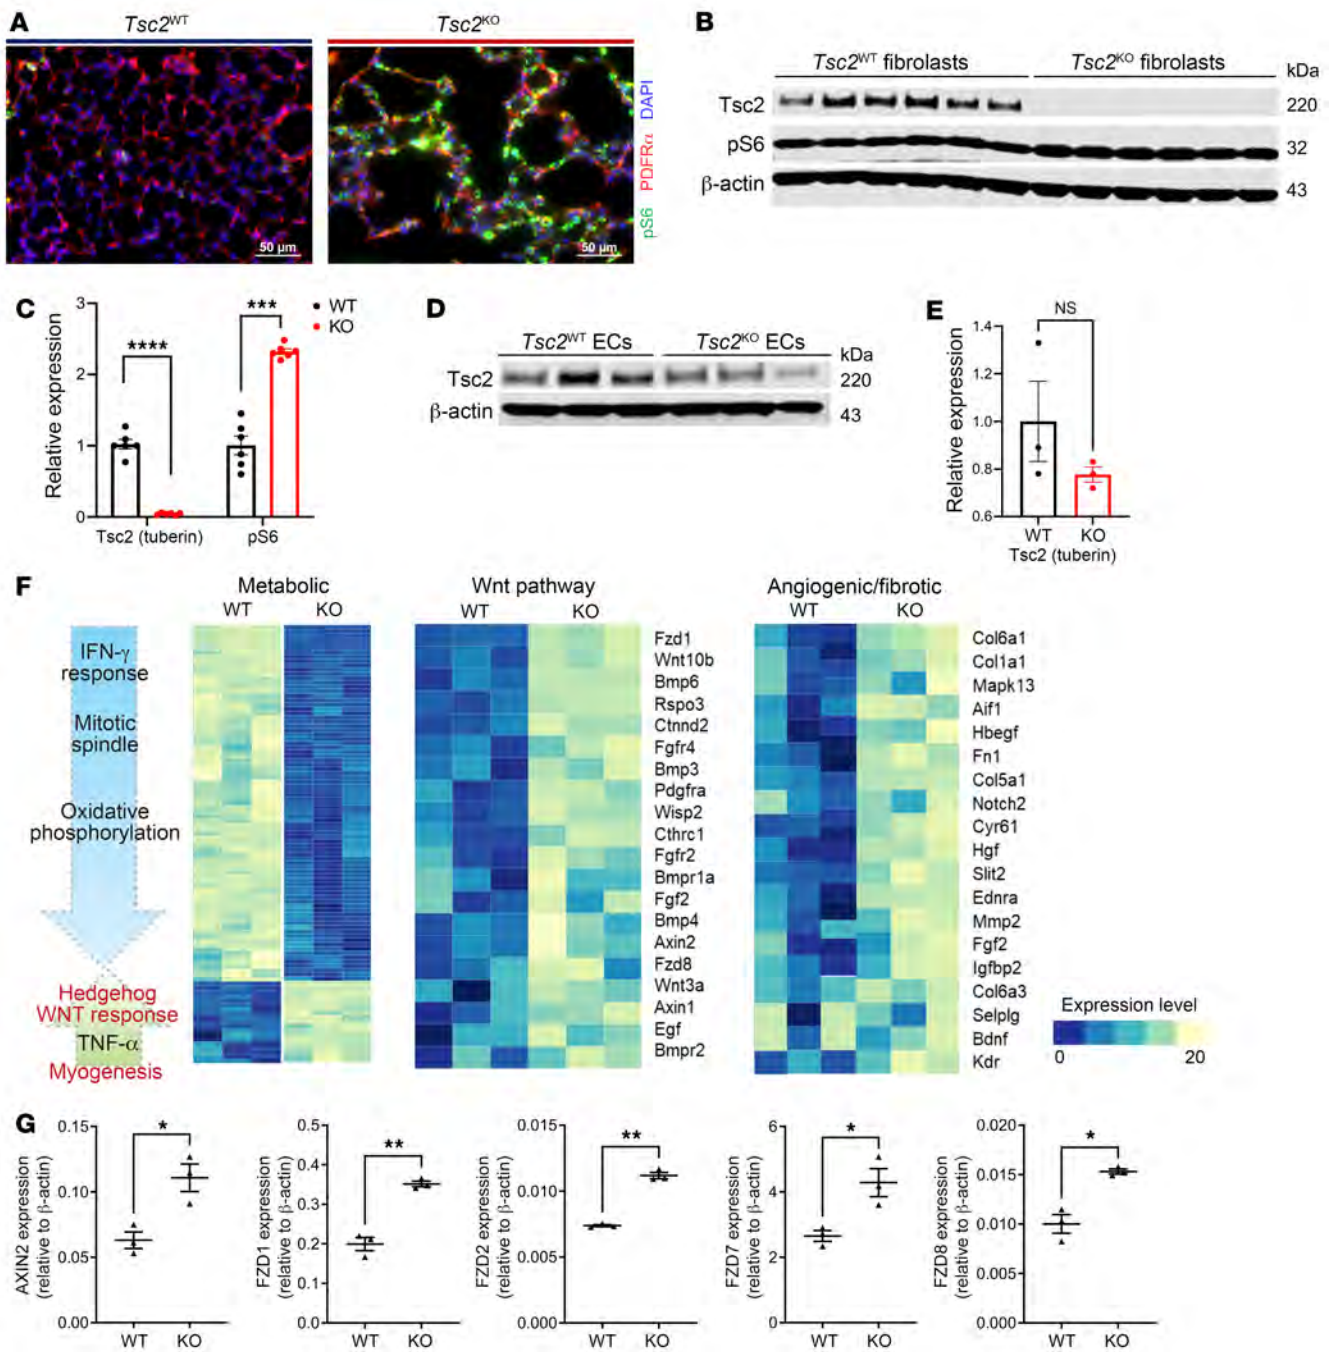 A
Tsc2WT
Tsc2KO
pS6 PDFRα DAPI
50 µm
50 µm
B
Tsc2WT fibrolasts
Tsc2KO fibrolasts
kDa
Tsc2
220
pS6
32
β-actin
43
C
Relative expression
3
2
1
0
****
***
WT
KO
Tsc2 (tuberin)
pS6
D
Tsc2WT ECs
Tsc2KO ECs
kDa
Tsc2
220
β-actin
43
E
Relative expression
1.4
1.2
1.0
0.8
0.6
NS
WT
KO
Tsc2 (tuberin)
F
Metabolic
WT
KO
IFN-γ
response
Mitotic
spindle
Oxidative
phosphorylation
Hedgehog
WNT response
TNF-α
Myogenesis
Wnt pathway
WT
KO
Fzd1
Wnt10b
Bmp6
Rspo3
Ctnnd2
Fgfr4
Bmp3
Pdgfra
Wisp2
Cthrc1
Fgfr2
Bmpr1a
Fgf2
Bmp4
Axin2
Fzd8
Wnt3a
Axin1
Egf
Bmpr2
Angiogenic/fibrotic
WT
KO
Col6a1
Col1a1
Mapk13
Aif1
Hbegf
Fn1
Col5a1
Notch2
Cyr61
Hgf
Slit2
Ednra
Mmp2
Fgf2
Igfbp2
Col6a3
Selplg
Bdnf
Kdr
Expression level
0
20
G
AXIN2 expression
(relative to β-actin)
0.15
0.10
0.05
0.00
*
WT
KO
FZD1 expression
(relative to β-actin)
0.5
0.4
0.3
0.2
0.1
0.0
**
WT
KO
FZD2 expression
(relative to β-actin)
0.015
0.010
0.005
0.000
**
WT
KO
FZD7 expression
(relative to β-actin)
6
4
2
0
*
WT
KO
FZD8 expression
(relative to β-actin)
0.020
0.015
0.010
0.005
0.000
*
WT
KO